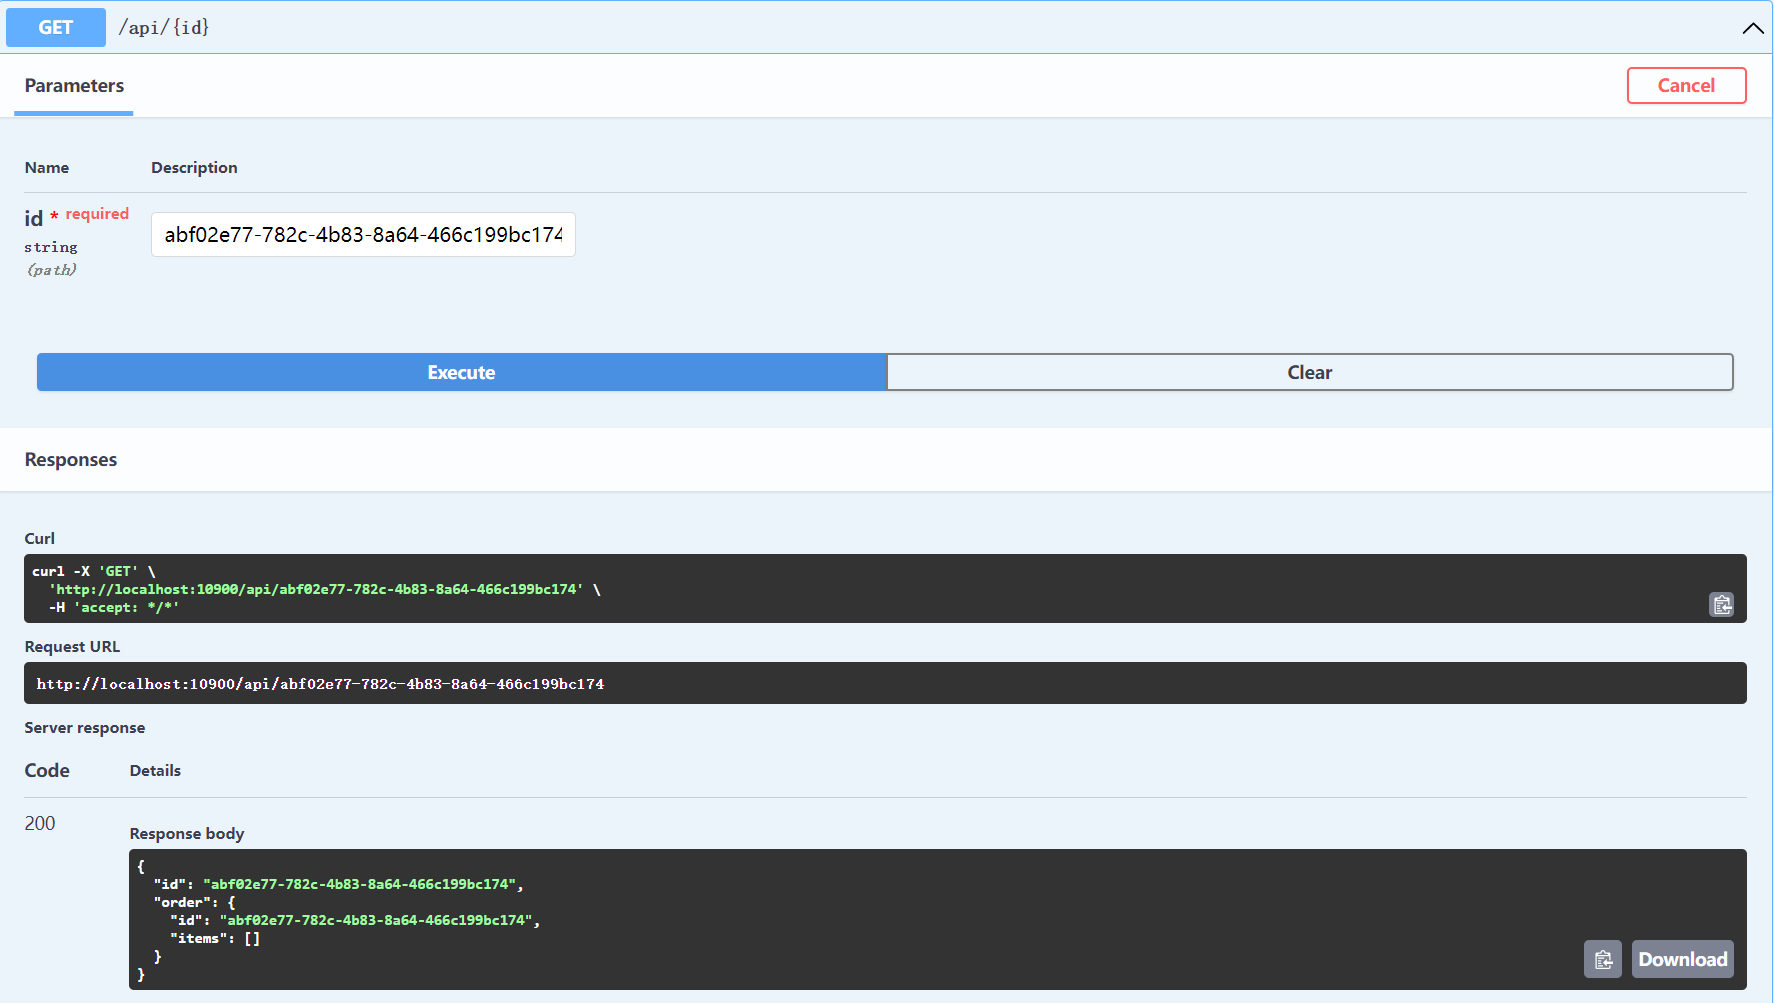 GET /api/{id}
Parameters
Cancel
Name Description
id * required
string
(path)
abf02e77-782c-4b83-8a64-466c199bc174
Execute
Clear
Responses
Curl
curl -X 'GET' \
  'http://localhost:10900/api/abf02e77-782c-4b83-8a64-466c199bc174' \
  -H 'accept: */*'
Request URL
http://localhost:10900/api/abf02e77-782c-4b83-8a64-466c199bc174
Server response
Code Details
200
Response body
{
  "id": "abf02e77-782c-4b83-8a64-466c199bc174",
  "order": {
    "id": "abf02e77-782c-4b83-8a64-466c199bc174",
    "items": []
  }
}
Download